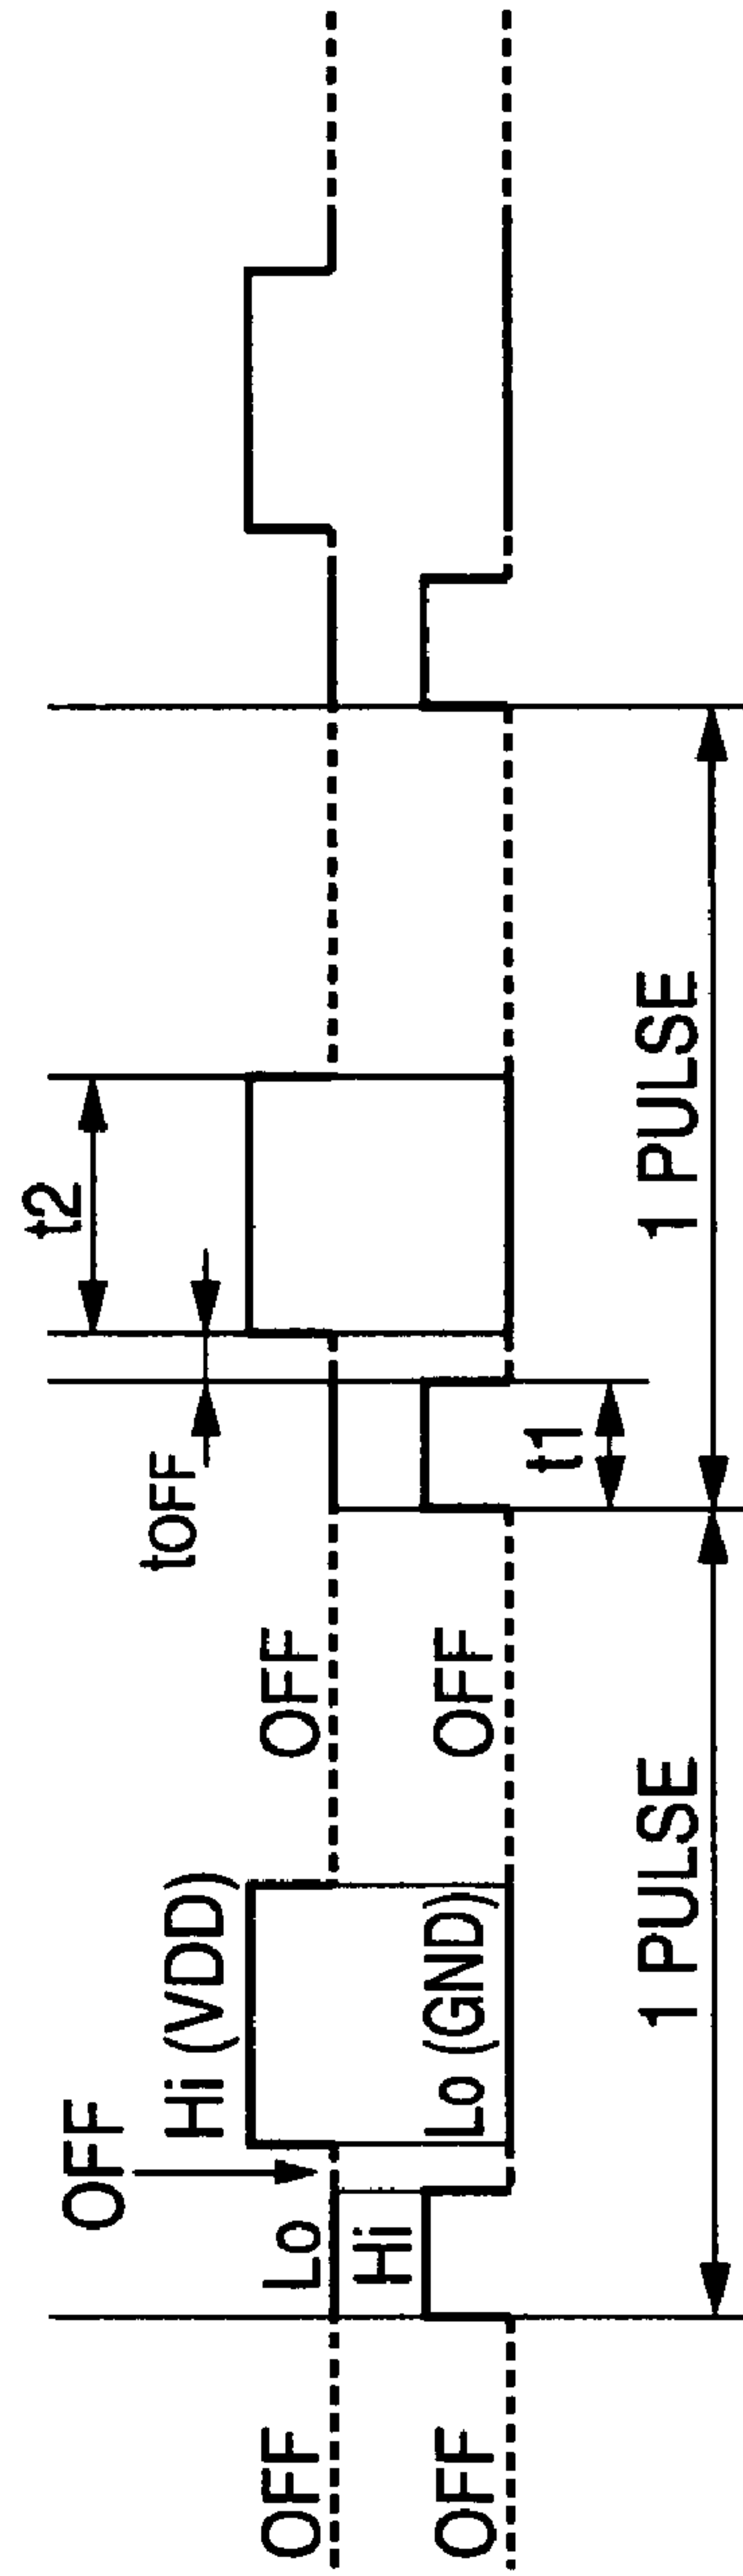 OFF
Hi (VDD)
Lo
Hi
Lo (GND)
OFF
OFF
OFF
OFF
tOFF
t2
t1
1 PULSE
1 PULSE